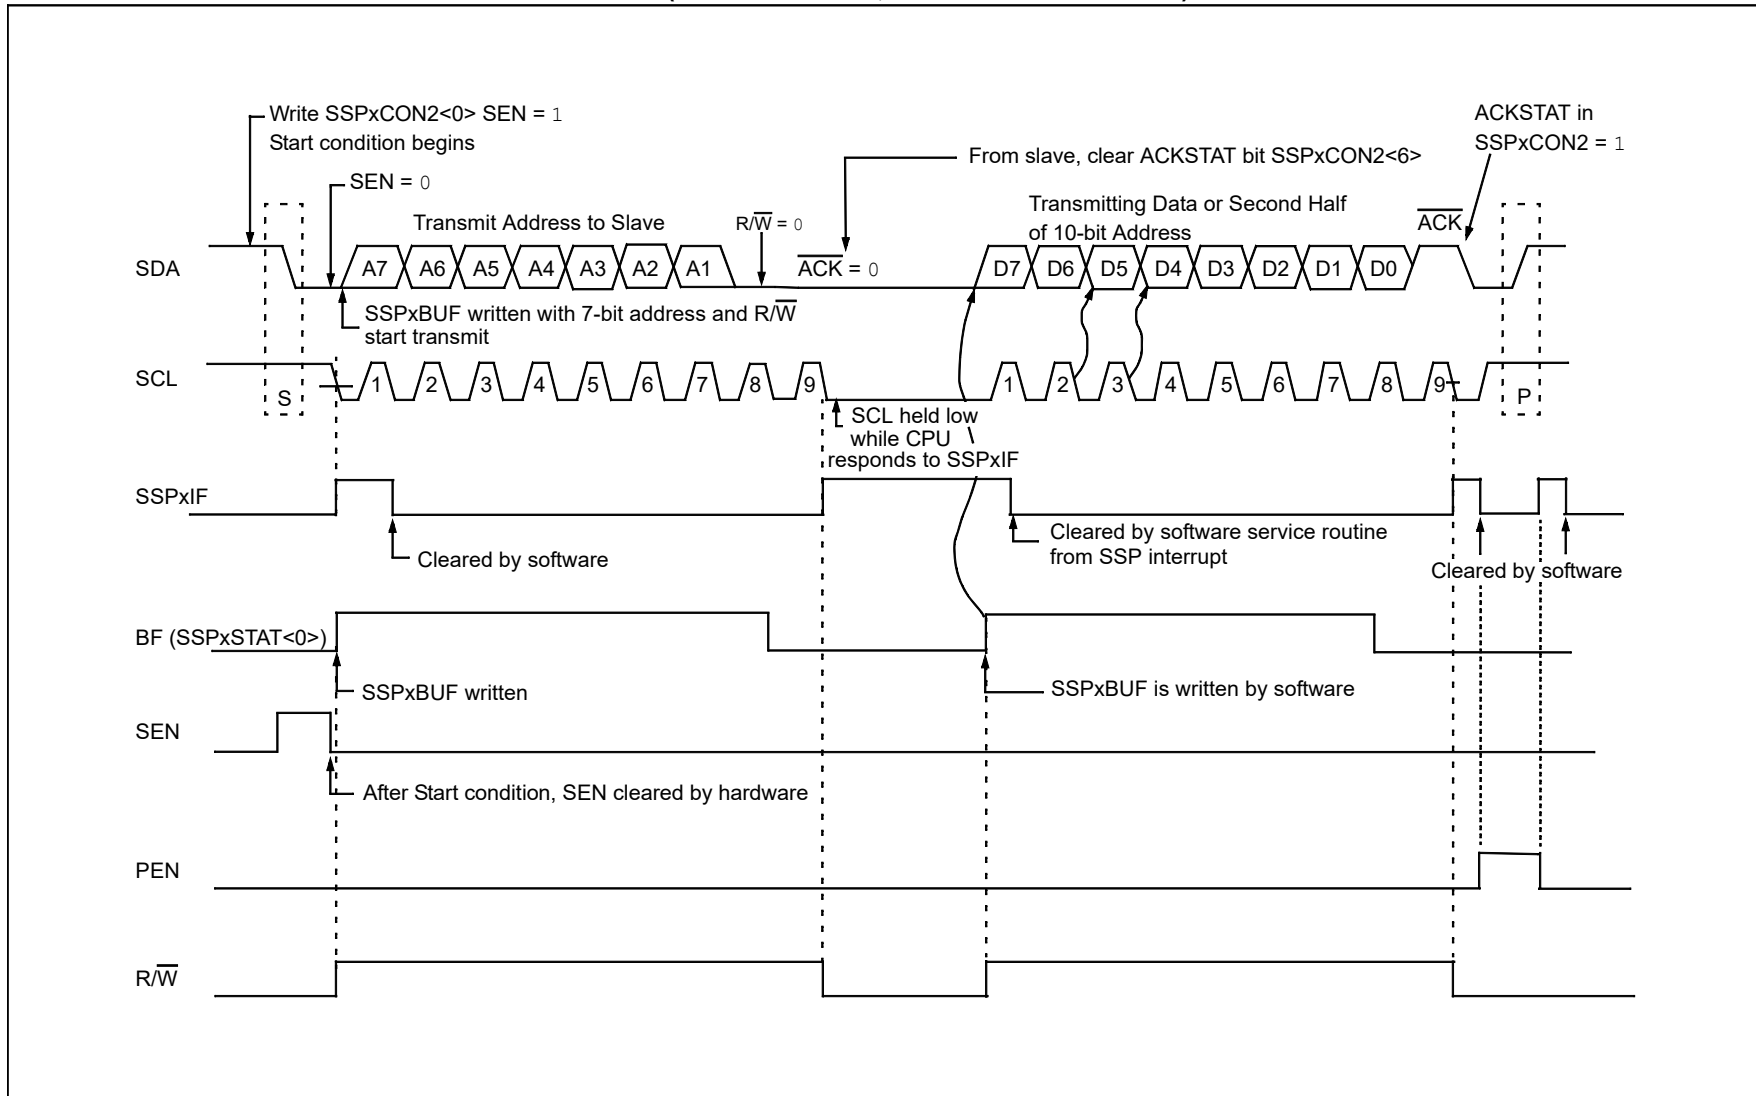 Write SSPxCON2<0> SEN = 1
Start condition begins
ACKSTAT in
SSPxCON2 = 1
From slave, clear ACKSTAT bit SSPxCON2<6>
SEN = 0
Transmit Address to Slave
R/W̅ = 0
Transmitting Data or Second Half
of 10-bit Address
A̅C̅K̅
SDA
A7 A6 A5 A4 A3 A2 A1
A̅C̅K̅ = 0
D7 D6 D5 D4 D3 D2 D1 D0
SSPxBUF written with 7-bit address and R/W̅
start transmit
SCL
S
1 2 3 4 5 6 7 8 9
1 2 3 4 5 6 7 8 9
P
SCL held low
while CPU
responds to SSPxIF
SSPxIF
Cleared by software
Cleared by software service routine
from SSP interrupt
Cleared by software
BF (SSPxSTAT<0>)
SSPxBUF written
SSPxBUF is written by software
SEN
After Start condition, SEN cleared by hardware
PEN
R/W̅